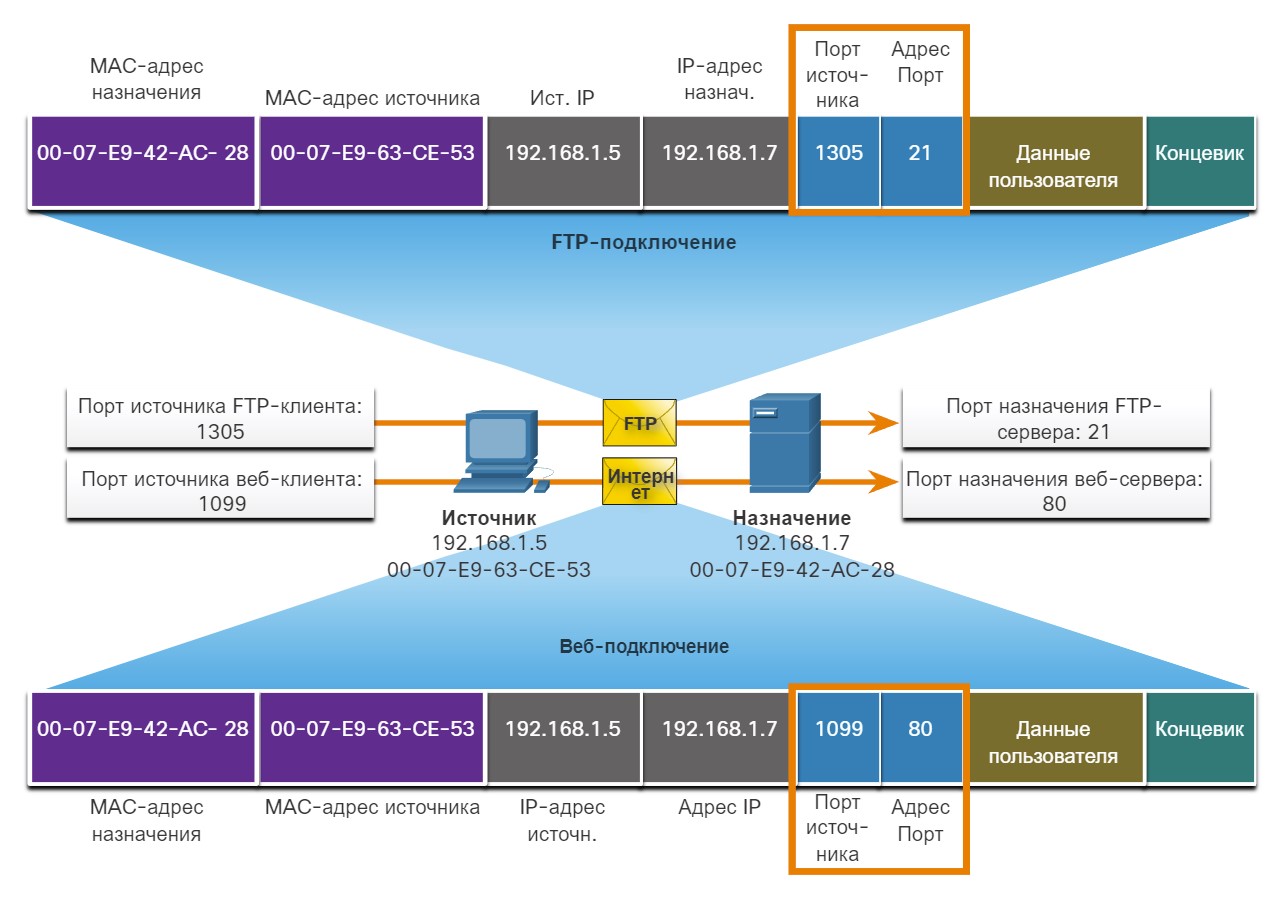 MAC-адрес
назначения
MAC-адрес источника
Ист. IP
IP-адрес
назнач.
Порт
источ-
ника
Адрес
Порт
00-07-E9-42-AC- 28
00-07-E9-63-CE-53
192.168.1.5
192.168.1.7
1305
21
Данные
пользователя
Концевик
FTP-подключение
Порт источника FTP-клиента:
1305
FTP
Порт назначения FTP-
сервера: 21
Порт источника веб-клиента:
1099
Интерн
ет
Порт назначения веб-сервера:
80
Источник
192.168.1.5
00-07-E9-63-CE-53
Назначение
192.168.1.7
00-07-E9-42-AC-28
Веб-подключение
00-07-E9-42-AC- 28
00-07-E9-63-CE-53
192.168.1.5
192.168.1.7
1099
80
Данные
пользователя
Концевик
MAC-адрес
назначения
MAC-адрес источника
IP-адрес
источн.
Адрес IP
Порт
источ-
ника
Адрес
Порт